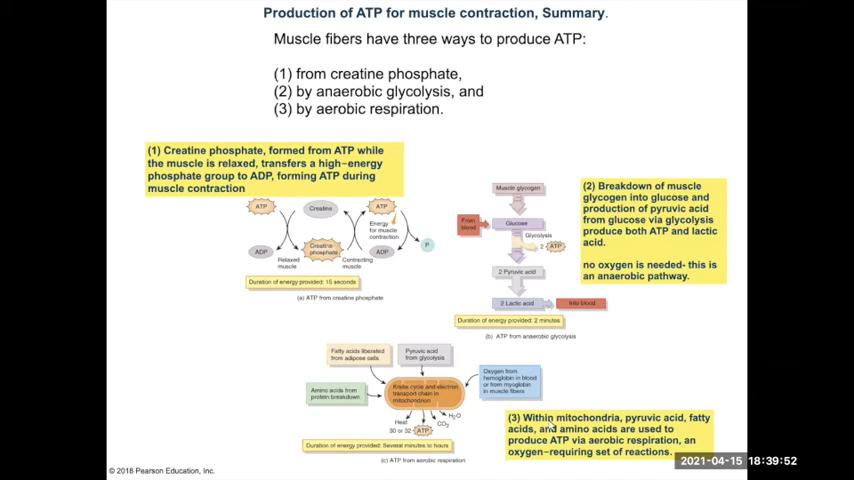 Production of ATP for muscle contraction, Summary.
Muscle fibers have three ways to produce ATP:
(1) from creatine phosphate,
(2) by anaerobic glycolysis, and
(3) by aerobic respiration.
(1) Creatine phosphate, formed from ATP while
the muscle is relaxed, transfers a high-energy
phosphate group to ADP, forming ATP during
muscle contraction
ATP
Creatine
ATP
Energy
for muscle
contraction
ADP
Creatine
phosphate
ADP
P
Relaxed
muscle
Contracting
muscle
Duration of energy provided: 15 seconds
(a) ATP from creatine phosphate
Muscle glycogen
From
blood
Glucose
Glycolysis
2 ATP
2 Pyruvic acid
2 Lactic acid
Into blood
Duration of energy provided: 2 minutes
(b) ATP from anaerobic glycolysis
(2) Breakdown of muscle
glycogen into glucose and
production of pyruvic acid
from glucose via glycolysis
produce both ATP and lactic
acid.
no oxygen is needed- this is
an anaerobic pathway.
Fatty acids liberated
from adipose cells
Pyruvic acid
from glycolysis
Amino acids from
protein breakdown
Krebs cycle and electron
transport chain in
mitochondrion
Oxygen from
hemoglobin in blood
or from myoglobin
in muscle fibers
Heat
30 or 32 ATP
CO2
H2O
Duration of energy provided: Several minutes to hours
(c) ATP from aerobic respiration
(3) Within mitochondria, pyruvic acid, fatty
acids, and amino acids are used to
produce ATP via aerobic respiration, an
oxygen-requiring set of reactions.
2021-04-15 18:39:52
© 2018 Pearson Education, Inc.